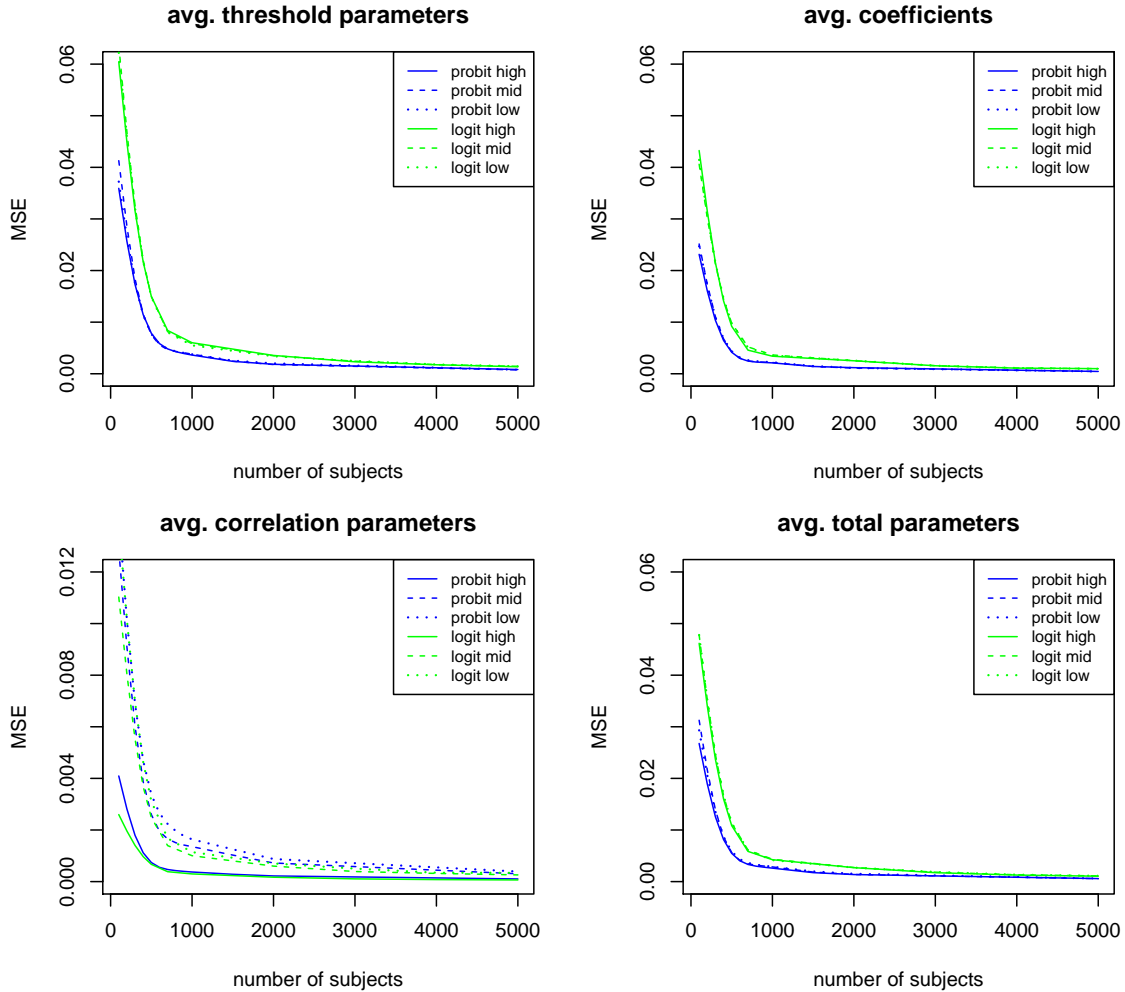 avg. threshold parameters
MSE
0.06
0.04
0.02
0.00
probit high
probit mid
probit low
logit high
logit mid
logit low
0 1000 2000 3000 4000 5000
number of subjects
avg. coefficients
MSE
0.06
0.04
0.02
0.00
probit high
probit mid
probit low
logit high
logit mid
logit low
0 1000 2000 3000 4000 5000
number of subjects
avg. correlation parameters
MSE
0.012
0.008
0.004
0.000
probit high
probit mid
probit low
logit high
logit mid
logit low
0 1000 2000 3000 4000 5000
number of subjects
avg. total parameters
MSE
0.06
0.04
0.02
0.00
probit high
probit mid
probit low
logit high
logit mid
logit low
0 1000 2000 3000 4000 5000
number of subjects